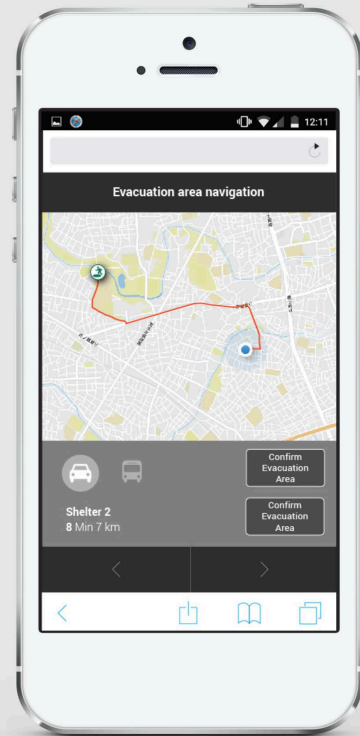 12:11
Evacuation area navigation
Confirm
Evacuation
Area
Shelter 2
8 Min 7 km
Confirm
Evacuation
Area